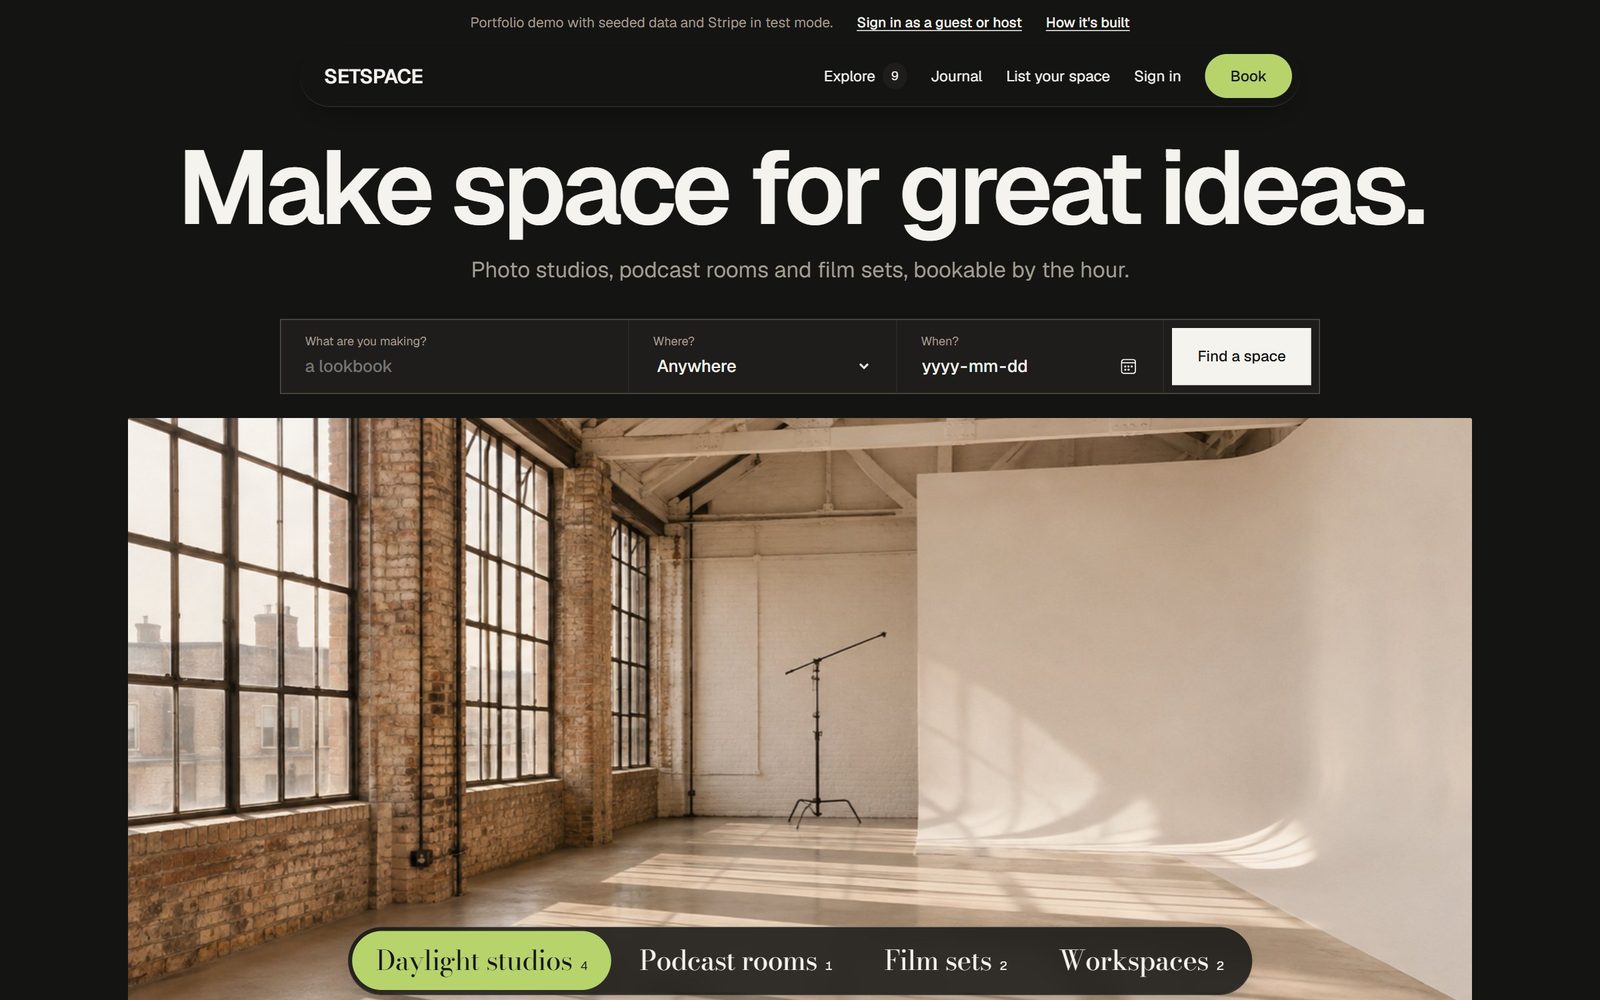 Portfolio demo with seeded data and Stripe in test mode. Sign in as a guest or host How it's built
SETSPACE Explore 9 Journal List your space Sign in Book
Make space for great ideas.
Photo studios, podcast rooms and film sets, bookable by the hour.
What are you making? Where? When?
a lookbook Anywhere yyyy-mm-dd Find a space
Daylight studios 4 Podcast rooms 1 Film sets 2 Workspaces 2